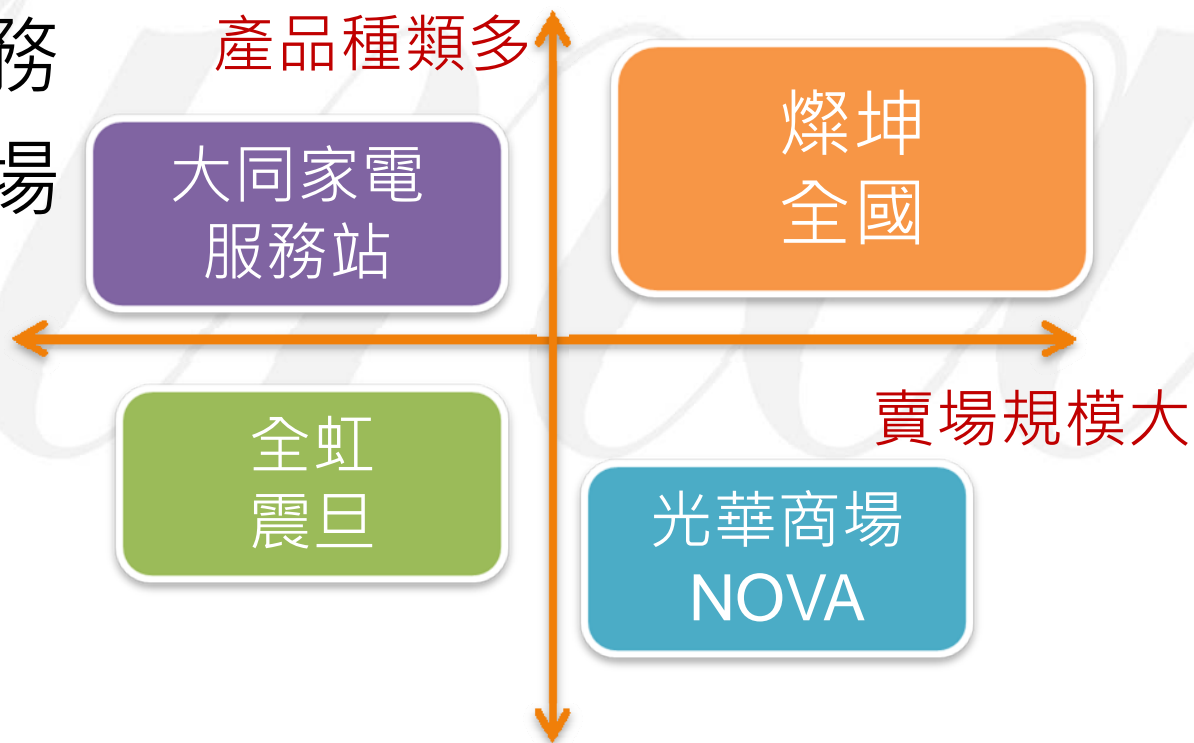 務
場
產品種類多
燦坤
全國
大同家電
服務站
賣場規模大
全虹
震旦
光華商場
NOVA